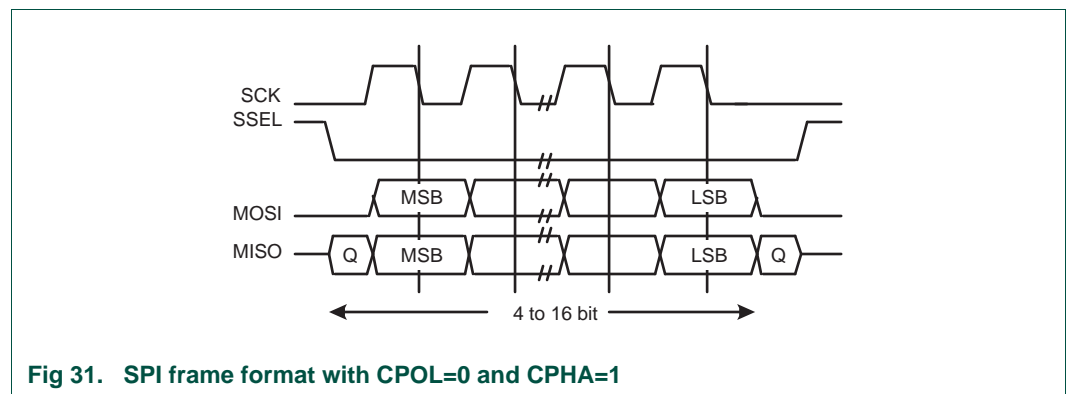 SCK
SSEL
MOSI
MSB
LSB
MISO
Q
MSB
LSB
Q
4 to 16 bit
Fig 31. SPI frame format with CPOL=0 and CPHA=1